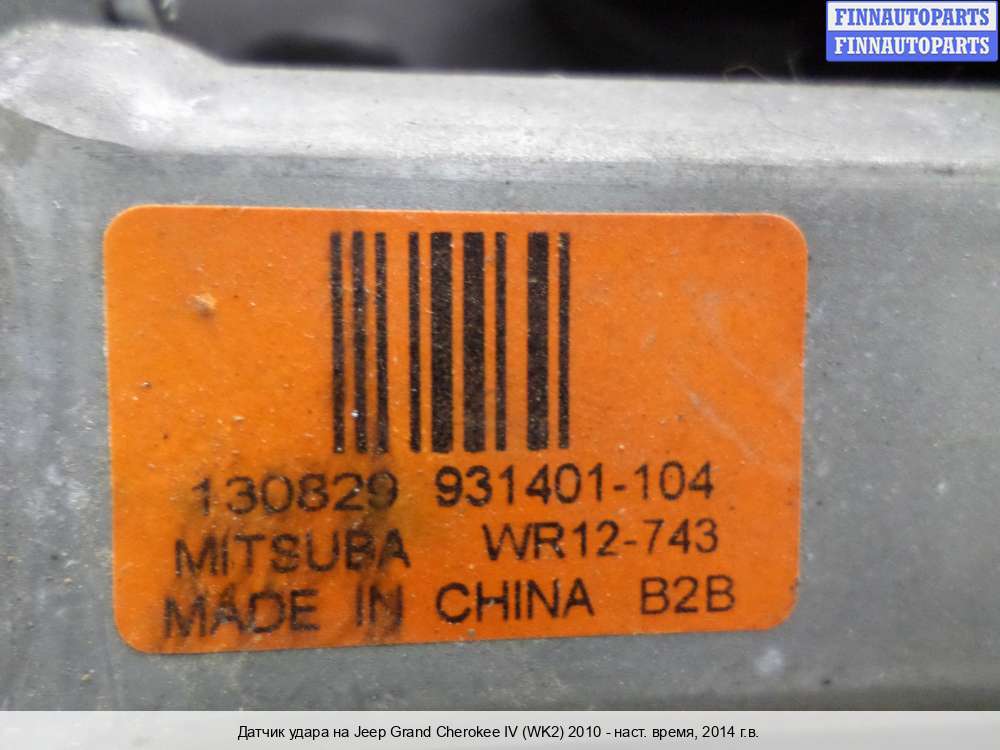 FINNAUTOPARTS
FINNAUTOPARTS
130829 931401-104
MITSUBA WR12-743
MADE IN CHINA B2B
Датчик удара на Jeep Grand Cherokee IV (WK2) 2010 - наст. время, 2014 г.в.